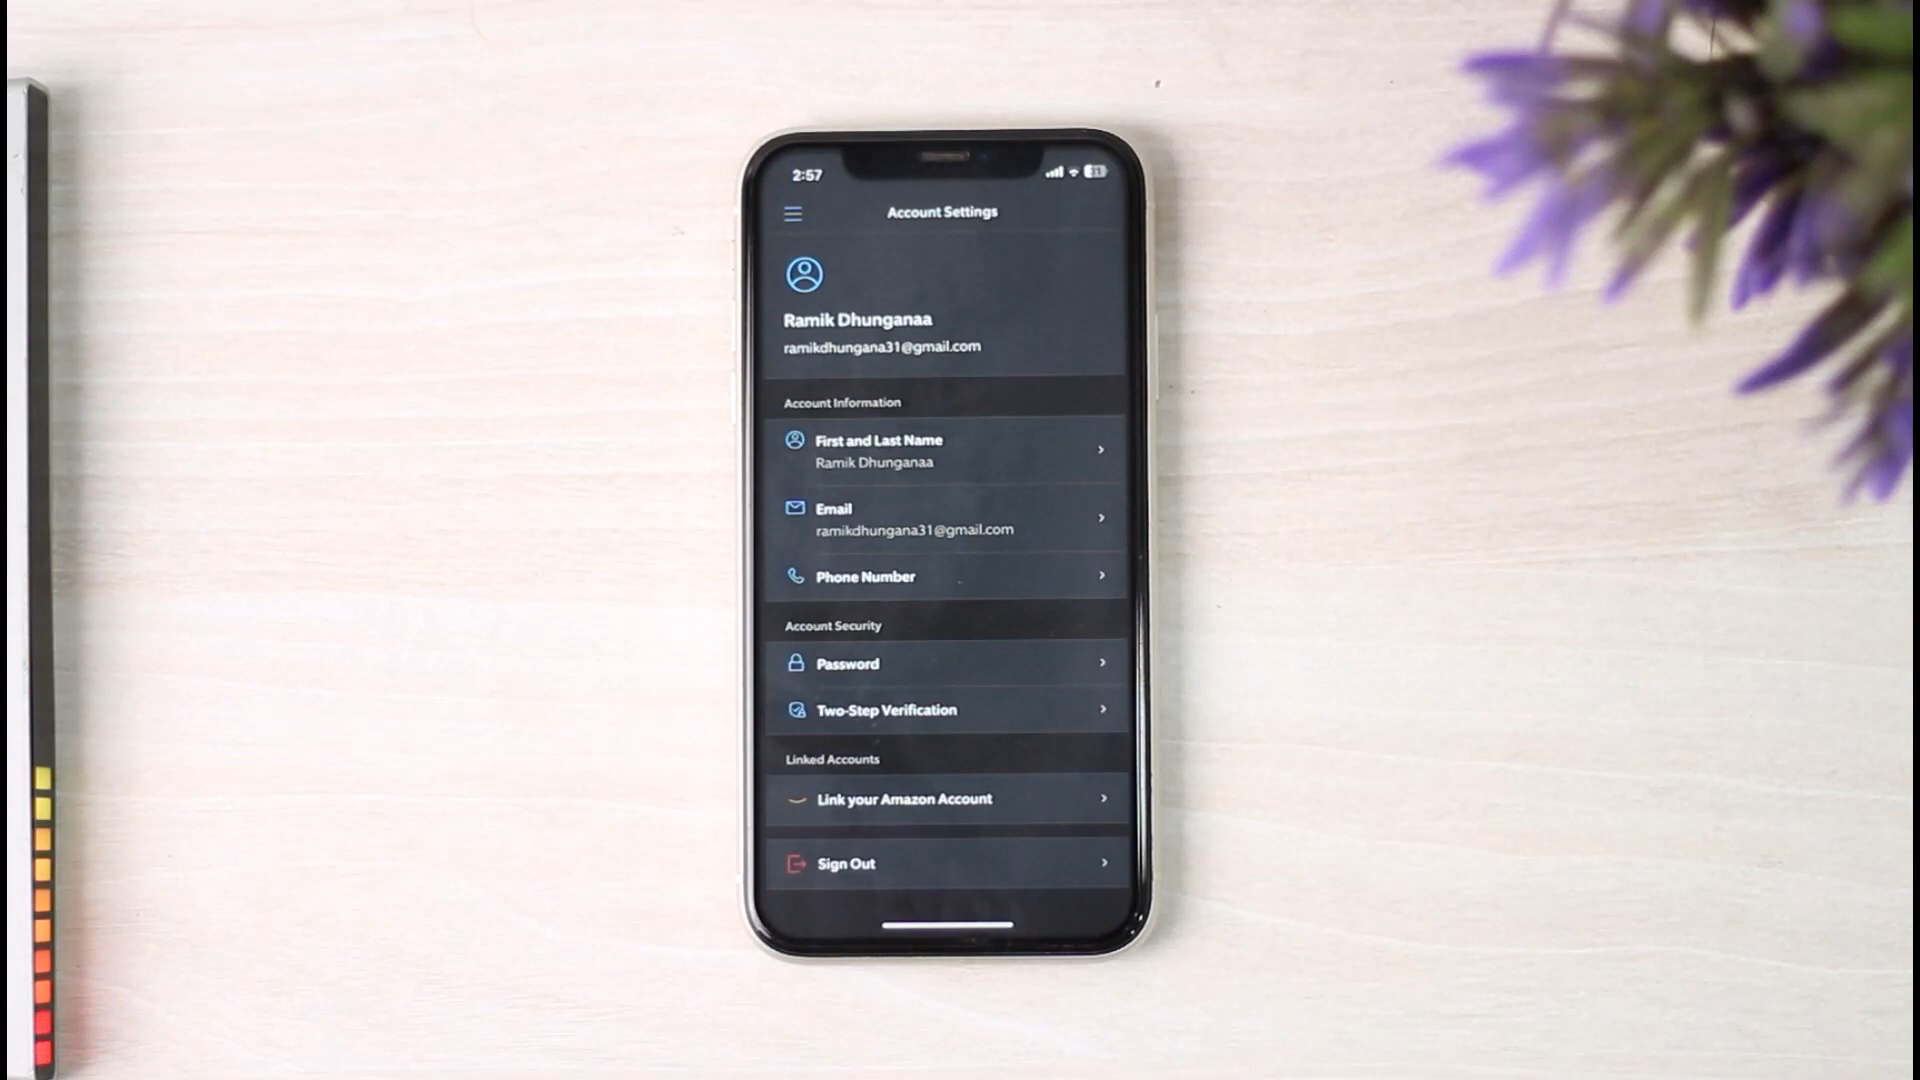 2:57
31
Account Settings
Ramik Dhunganaa
ramikdhungana31@gmail.com
Account Information
First and Last Name
Ramik Dhunganaa
Email
ramikdhungana31@gmail.com
Phone Number
Account Security
Password
Two-Step Verification
Linked Accounts
Link your Amazon Account
Sign Out